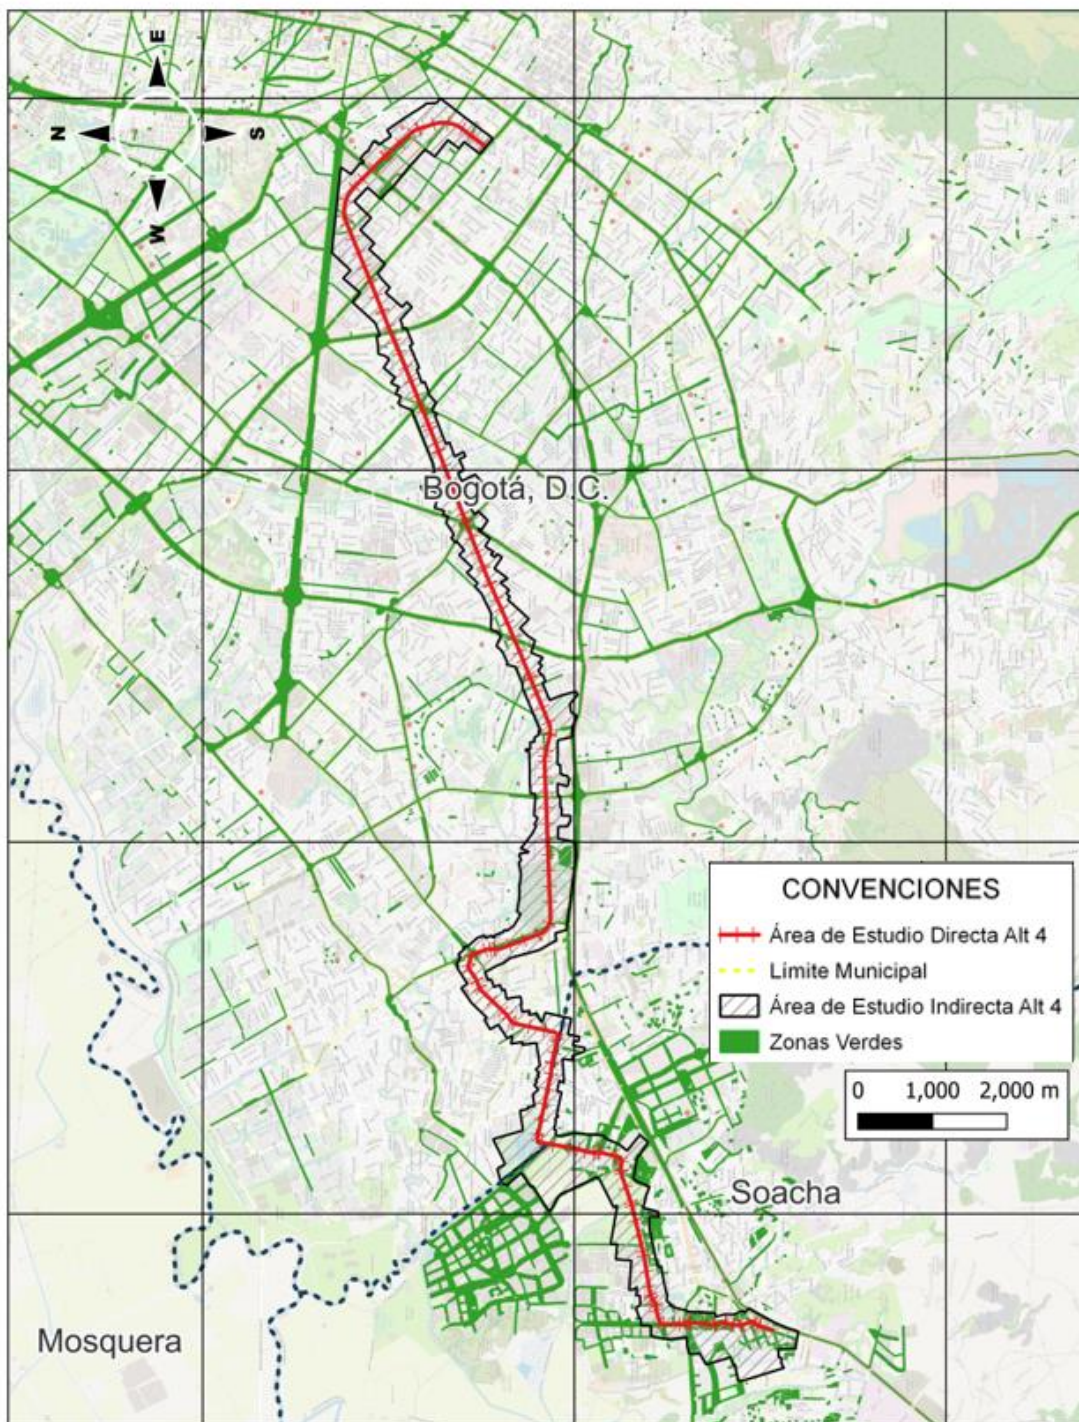 E
N
S
W
Bogotá, D.C.
CONVENCIONES
Área de Estudio Directa Alt 4
Límite Municipal
Área de Estudio Indirecta Alt 4
Zonas Verdes
0 1,000 2,000 m
Soacha
Mosquera